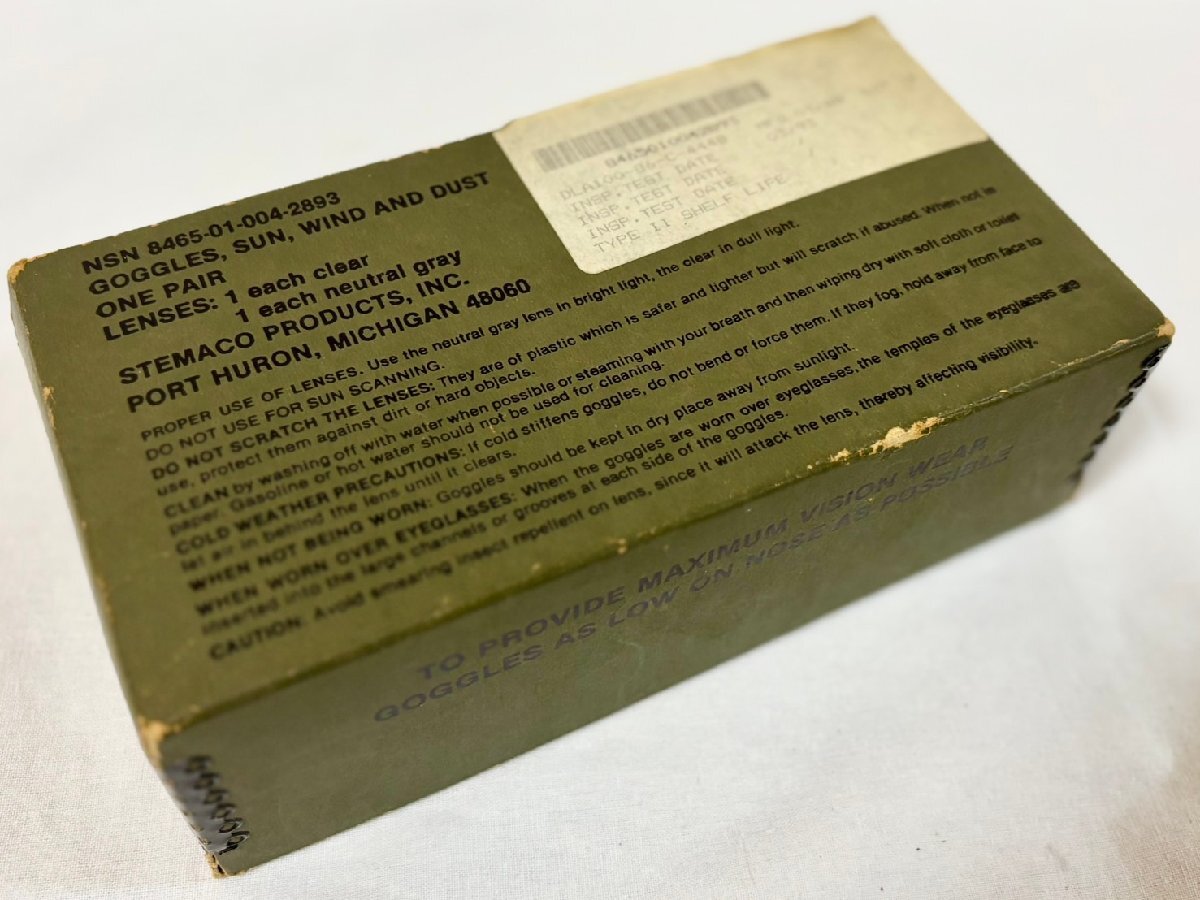 NSN 8465-01-004-2893
GOGGLES, SUN, WIND AND DUST
ONE PAIR
LENSES: 1 each clear
1 each neutral gray
STEMACO PRODUCTS, INC.
PORT HURON, MICHIGAN 48060
8465010042893
DLA100-86-C-4448
INSP.TEST DATE
INSP.TEST DATE
INSP.TEST DATE
TYPE II SHELF LIFE
PROPER USE OF LENSES. Use the neutral gray lens in bright light, the clear in dull light.
DO NOT USE FOR SUN SCANNING.
DO NOT SCRATCH THE LENSES: They are of plastic which is safer and lighter but will scratch if abused. When not in
use, protect them against dirt or hard objects.
CLEAN by washing off with water when possible or steaming with your breath and then wiping dry with soft cloth or toilet
paper. Gasoline or hot water should not be used for cleaning.
COLD WEATHER PRECAUTIONS: If cold stiffens goggles, do not bend or force them. If they fog, hold away from face to
let air in behind the lens until it clears.
WHEN NOT BEING WORN: Goggles should be kept in dry place away from sunlight.
WHEN WORN OVER EYEGLASSES: When the goggles are worn over eyeglasses, the temples of the eyeglasses are
inserted into the large channels or grooves at each side of the goggles.
CAUTION: Avoid smearing insect repellent on lens, since it will attack the lens, thereby affecting visibility.
TO PROVIDE MAXIMUM VISION WEAR
GOGGLES AS LOW ON NOSE AS POSSIBLE